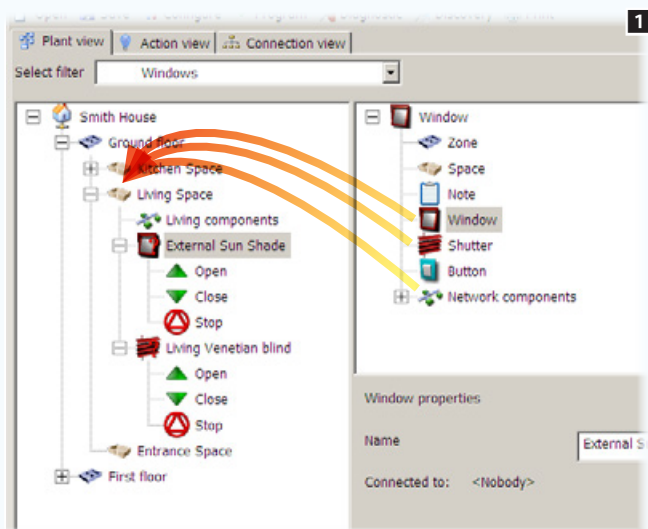 1
Plant view Action view Connection view
Select filter Windows
Smith House
Ground floor
Kitchen Space
Living Space
Living components
External Sun Shade
Open
Close
Stop
Living Venetian blind
Open
Close
Stop
Entrance Space
First floor
Window
Zone
Space
Note
Window
Shutter
Button
Network components
Window properties
Name External S
Connected to: <Nobody>